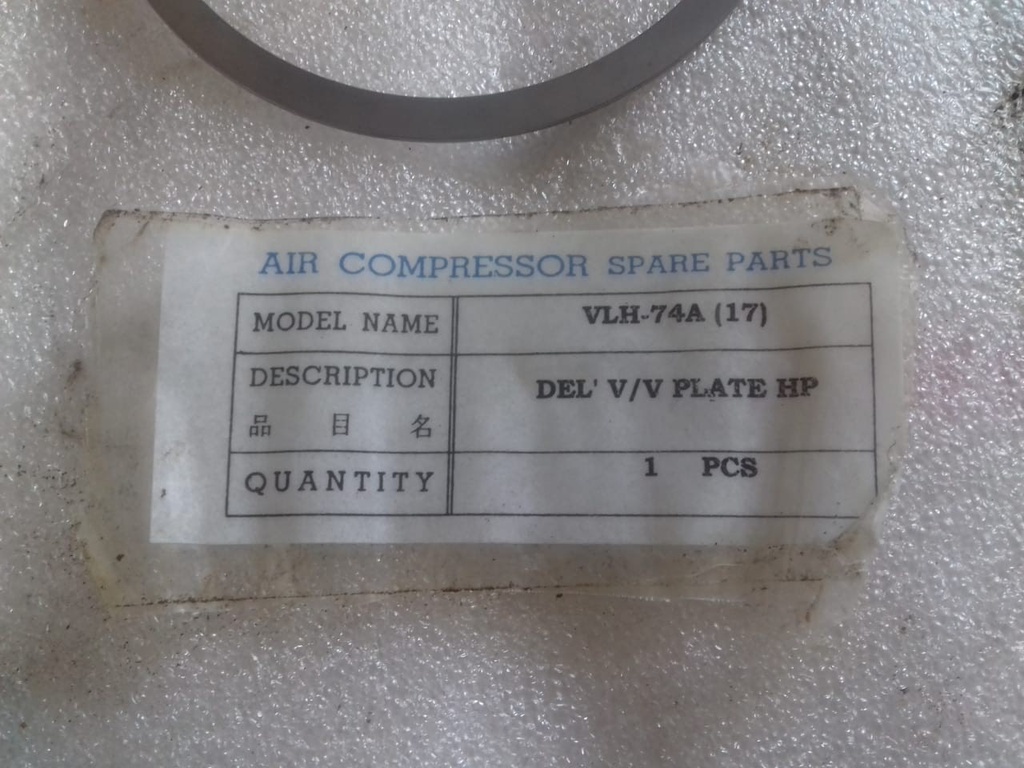 AIR COMPRESSOR SPARE PARTS
MODEL NAME VLH-74A (17)
DESCRIPTION DEL' V/V PLATE HP
品 目 名
QUANTITY 1 PCS